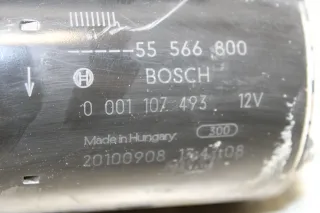 ------55 566 800
BOSCH
0 001 107 493 12V
Made in Hungary 300
20100908